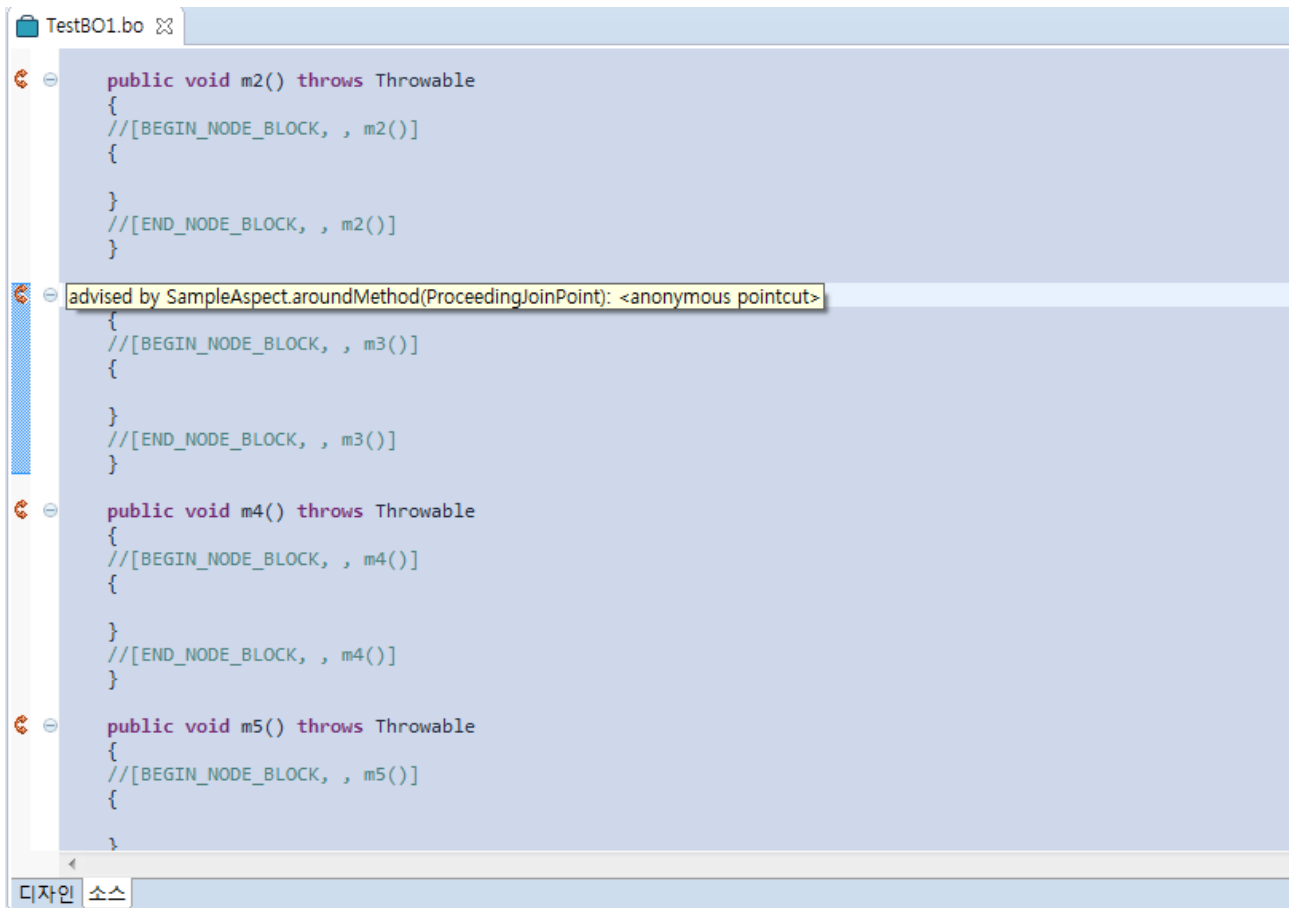 TestBO1.bo
public void m2() throws Throwable
{
//[BEGIN_NODE_BLOCK, , m2()]
{
}
//[END_NODE_BLOCK, , m2()]
}
advised by SampleAspect.aroundMethod(ProceedingJoinPoint): <anonymous pointcut>
{
//[BEGIN_NODE_BLOCK, , m3()]
{
}
//[END_NODE_BLOCK, , m3()]
}
public void m4() throws Throwable
{
//[BEGIN_NODE_BLOCK, , m4()]
{
}
//[END_NODE_BLOCK, , m4()]
}
public void m5() throws Throwable
{
//[BEGIN_NODE_BLOCK, , m5()]
{
}
디자인 소스